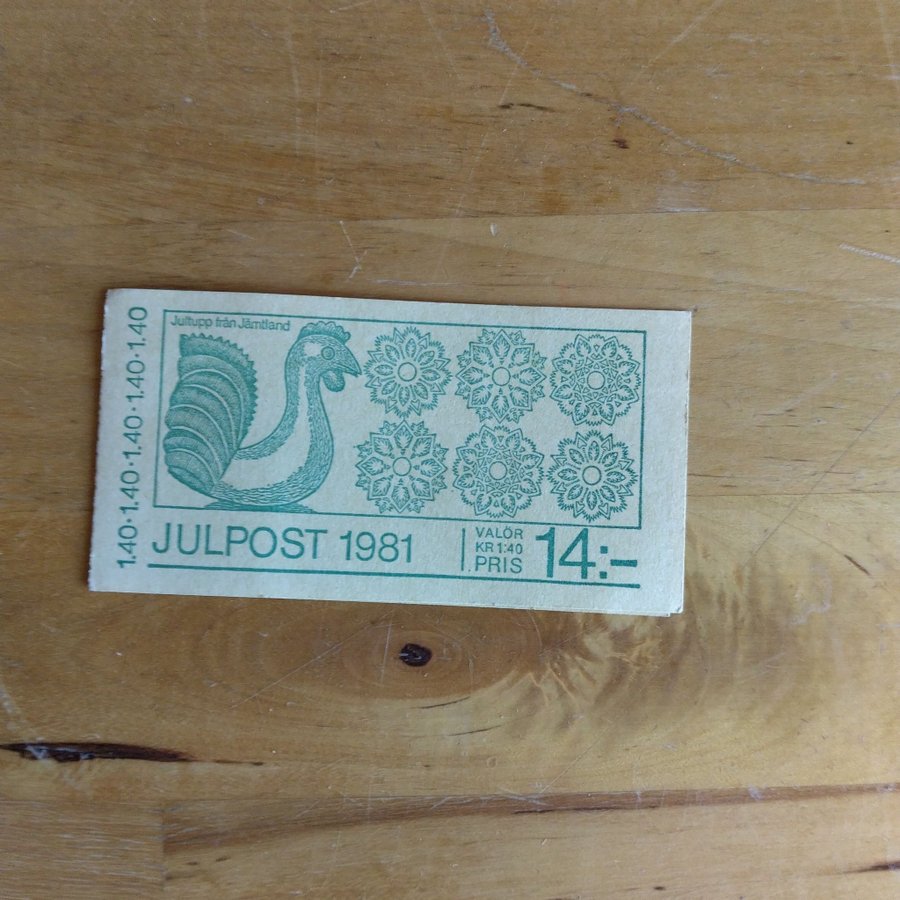 1.40·1.40·1.40·1.40·1.40
Jultupp från Jämtland
JULPOST 1981
VALÖR
KR 1:40
PRIS
14:-